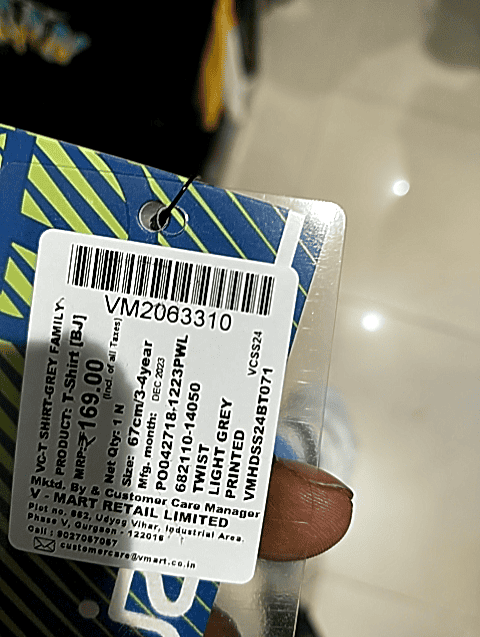 VM2063310
VC-T SHIRT-GREY FAMILY
PRODUCT: T-Shirt [BJ]
MRP ₹169.00
(Incl. of all Taxes)
Net Qty: 1 N
Size: 67cm/3-4year
Mfg. month: DEC 2023
PO042718-1223PWL
682110-14050
TWIST
LIGHT GREY
PRINTED
VCSS24
VMHDSS24BT071
Mktd. By & Customer Care Manager
V - MART RETAIL LIMITED
Plot no. 862, Udyog Vihar, Industrial Area.
Phase V, Gurgaon - 122016
Call : 9027067067
customercare@vmart.co.in